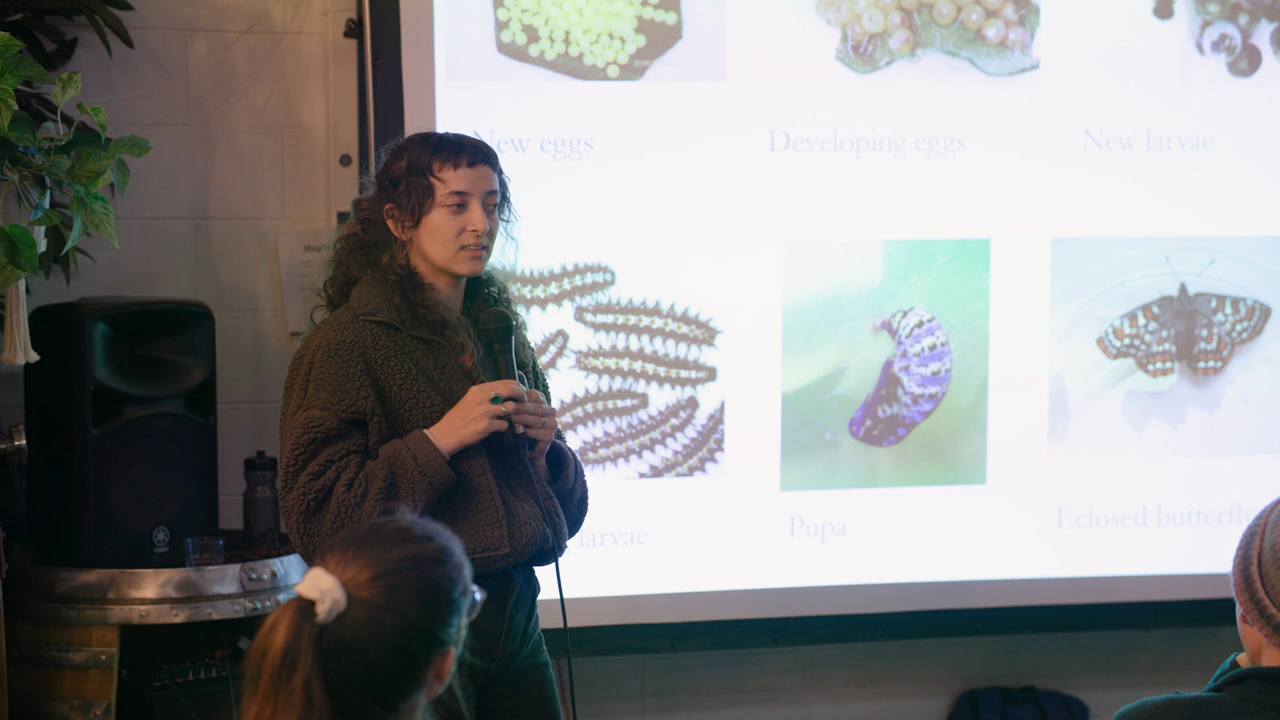 New eggs
Developing eggs
New larvae
larvae
Pupa
Eclosed butterfly